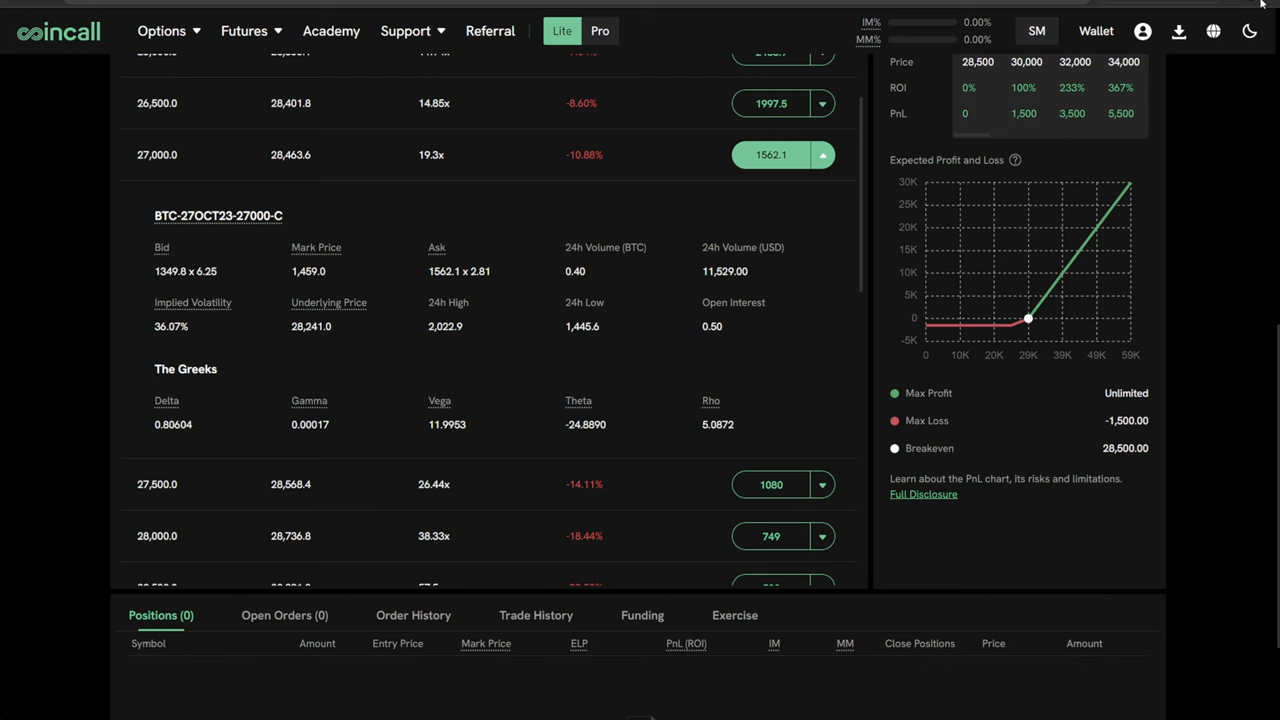 coincall Options Futures Academy Support Referral Lite Pro IM% 0.00% MM% 0.00% SM Wallet
26,500.0 28,401.8 14.85x -8.60% 1997.5
27,000.0 28,463.6 19.3x -10.88% 1562.1
BTC-27OCT23-27000-C
Bid Mark Price Ask 24h Volume (BTC) 24h Volume (USD)
1349.8 x 6.25 1,459.0 1562.1 x 2.81 0.40 11,529.00
Implied Volatility Underlying Price 24h High 24h Low Open Interest
36.07% 28,241.0 2,022.9 1,445.6 0.50
The Greeks
Delta Gamma Vega Theta Rho
0.80604 0.00017 11.9953 -24.8890 5.0872
27,500.0 28,568.4 26.44x -14.11% 1080
28,000.0 28,736.8 38.33x -18.44% 749
Price 28,500 30,000 32,000 34,000
ROI 0% 100% 233% 367%
PnL 0 1,500 3,500 5,500
Expected Profit and Loss ?
30K
25K
20K
15K
10K
5K
0
-5K
0 10K 20K 29K 39K 49K 59K
Max Profit Unlimited
Max Loss -1,500.00
Breakeven 28,500.00
Learn about the PnL chart, its risks and limitations.
Full Disclosure
Positions (0) Open Orders (0) Order History Trade History Funding Exercise
Symbol Amount Entry Price Mark Price ELP PnL (ROI) IM MM Close Positions Price Amount